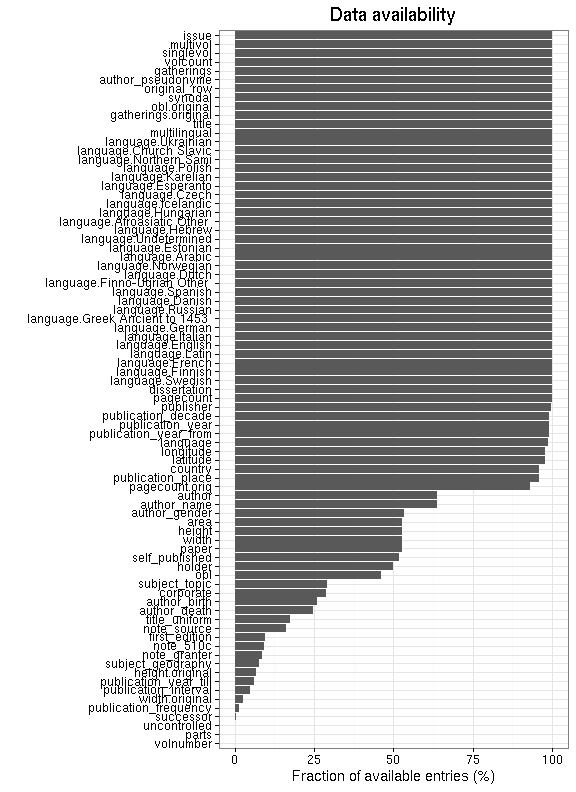 Data availability
issue
multivol
singlevol
volcount
gatherings
author_pseudonyme
original_row
synodal
obl.original
gatherings.original
title
multilingual
language.Ukrainian
language.Church Slavic
language.Northern Sami
language.Polish
language.Karelian
language.Esperanto
language.Czech
language.Icelandic
language.Hungarian
language.Afroasiatic Other
language.Hebrew
language.Undetermined
language.Estonian
language.Arabic
language.Norwegian
language.Dutch
language.Finno-Ugrian Other
language.Spanish
language.Danish
language.Russian
language.Greek Ancient to 1453
language.German
language.Italian
language.English
language.Latin
language.French
language.Finnish
language.Swedish
dissertation
pagecount
publisher
publication_decade
publication_year
publication_year_from
language
longitude
latitude
country
publication_place
pagecount.orig
author
author_name
author_gender
area
height
width
paper
self_published
holder
obl
subject_topic
corporate
author_birth
author_death
title_uniform
note_source
first_edition
note_510c
note_granter
subject_geography
height.original
publication_year_till
publication_interval
width.original
publication_frequency
successor
uncontrolled
parts
volnumber
0 25 50 75 100
Fraction of available entries (%)